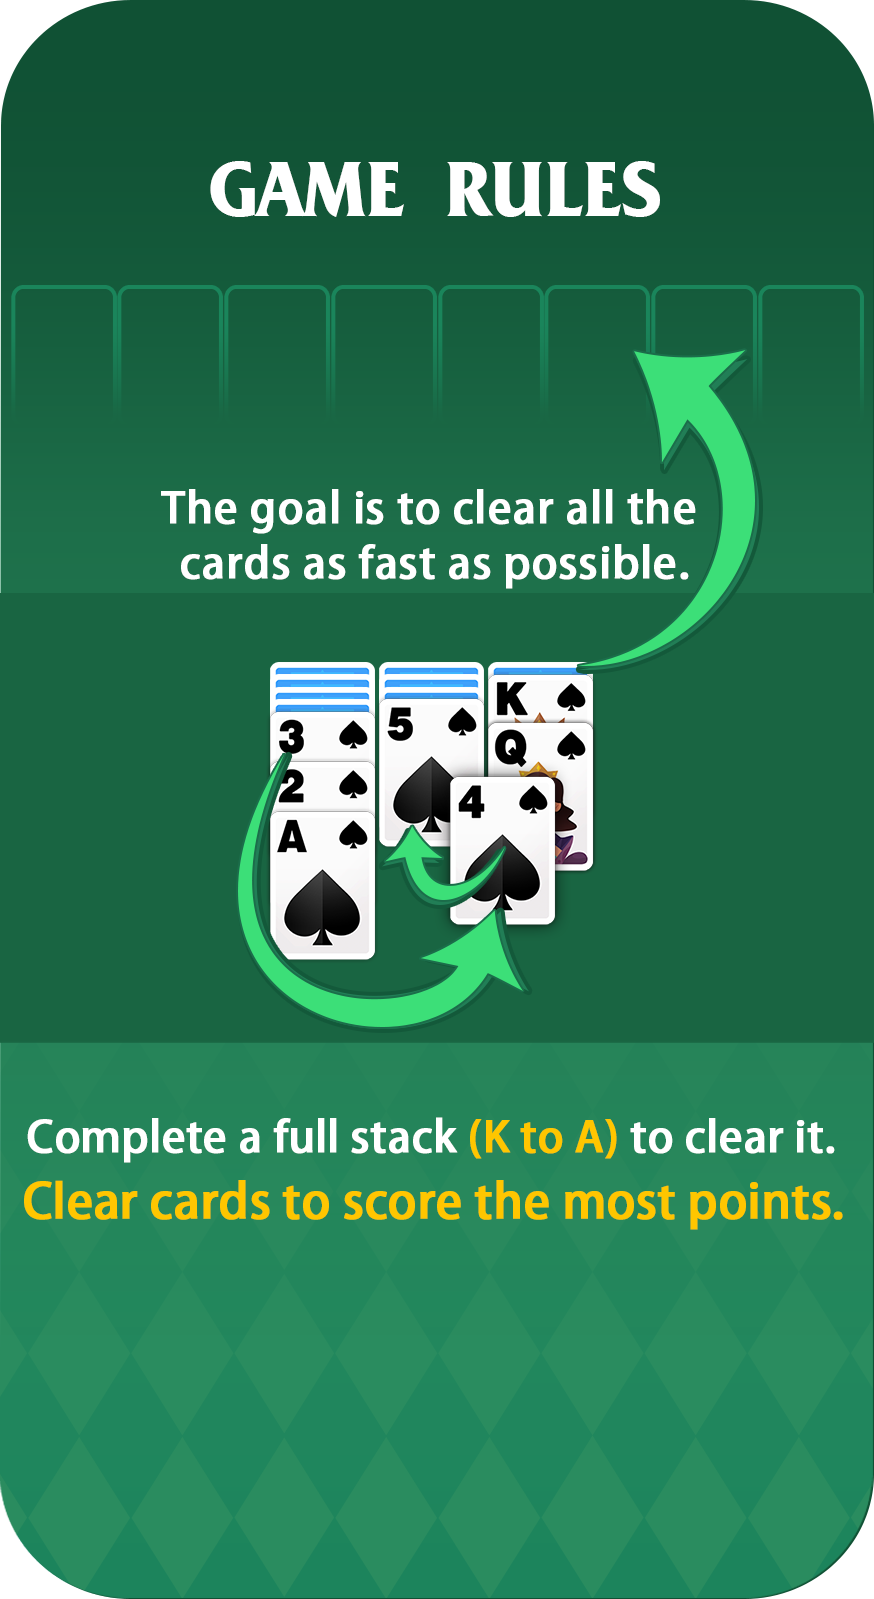 GAME RULES
The goal is to clear all the
cards as fast as possible.
3
2
A
5
K
Q
4
Complete a full stack (K to A) to clear it.
Clear cards to score the most points.